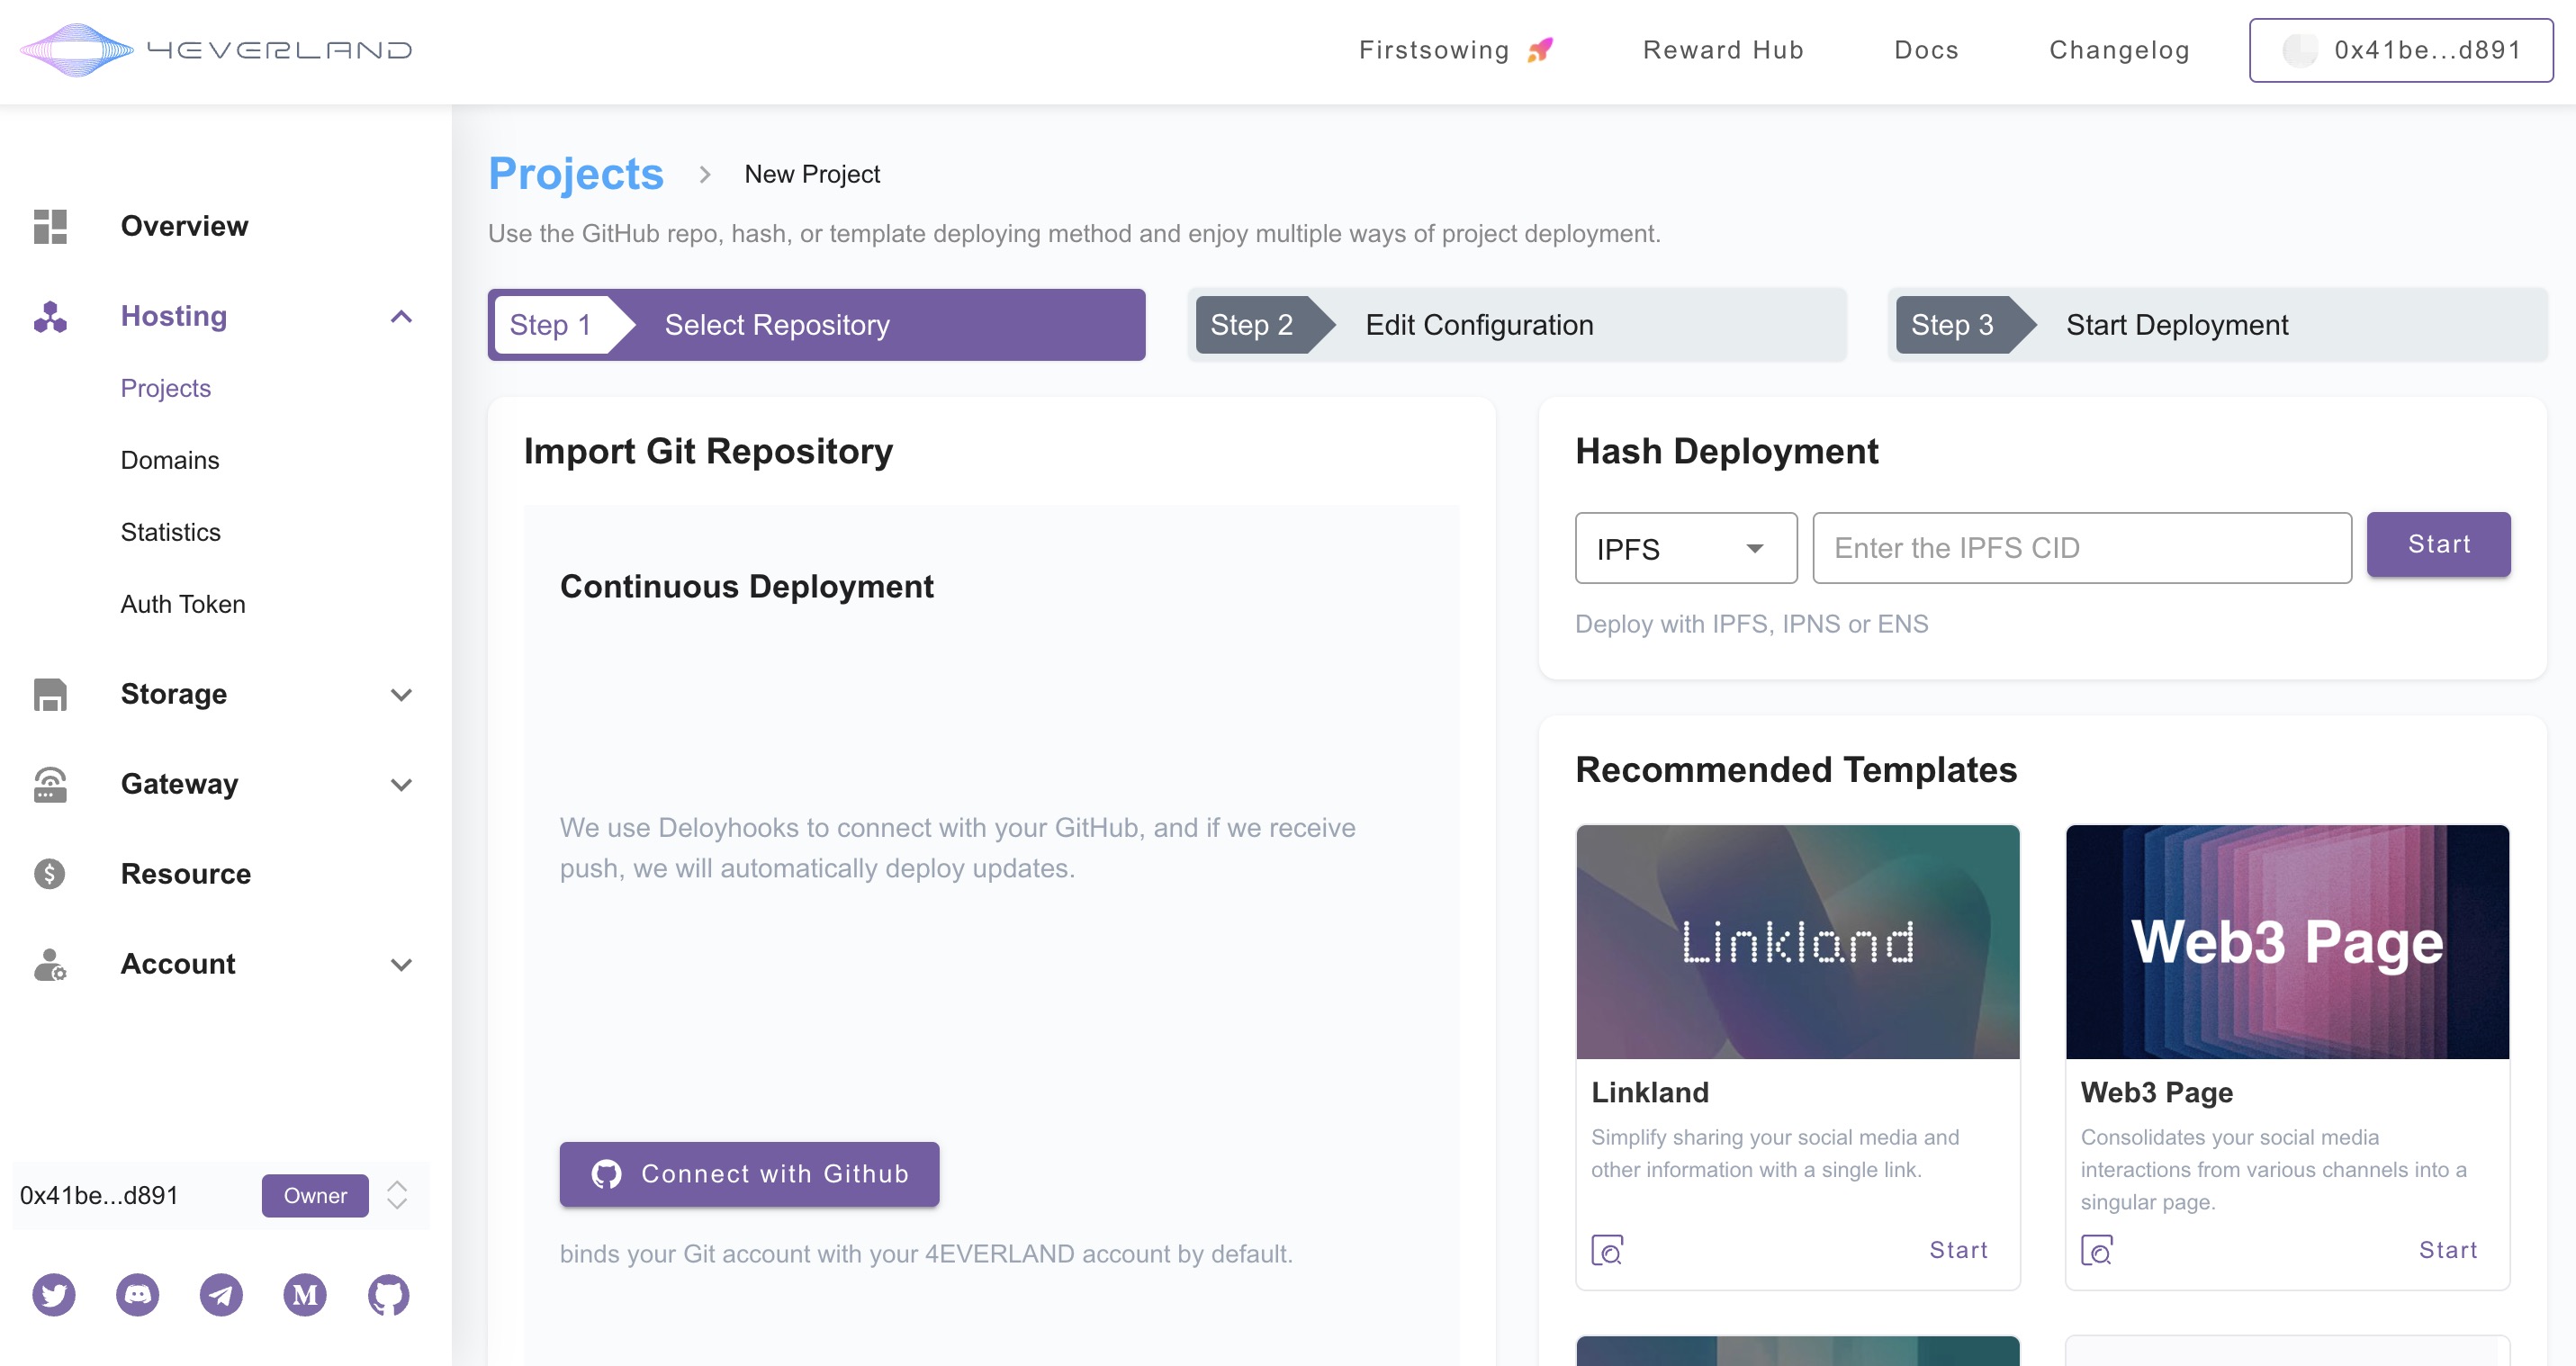 4EVERLAND
Firstsowing
Reward Hub
Docs
Changelog
0x41be...d891
Overview
Hosting
Projects
Domains
Statistics
Auth Token
Storage
Gateway
Resource
Account
0x41be...d891
Owner
Projects
New Project
Use the GitHub repo, hash, or template deploying method and enjoy multiple ways of project deployment.
Step 1
Select Repository
Step 2
Edit Configuration
Step 3
Start Deployment
Import Git Repository
Continuous Deployment
We use Deloyhooks to connect with your GitHub, and if we receive
push, we will automatically deploy updates.
Connect with Github
binds your Git account with your 4EVERLAND account by default.
Hash Deployment
IPFS
Enter the IPFS CID
Start
Deploy with IPFS, IPNS or ENS
Recommended Templates
Linkland
Linkland
Simplify sharing your social media and
other information with a single link.
Start
Web3 Page
Web3 Page
Consolidates your social media
interactions from various channels into a
singular page.
Start